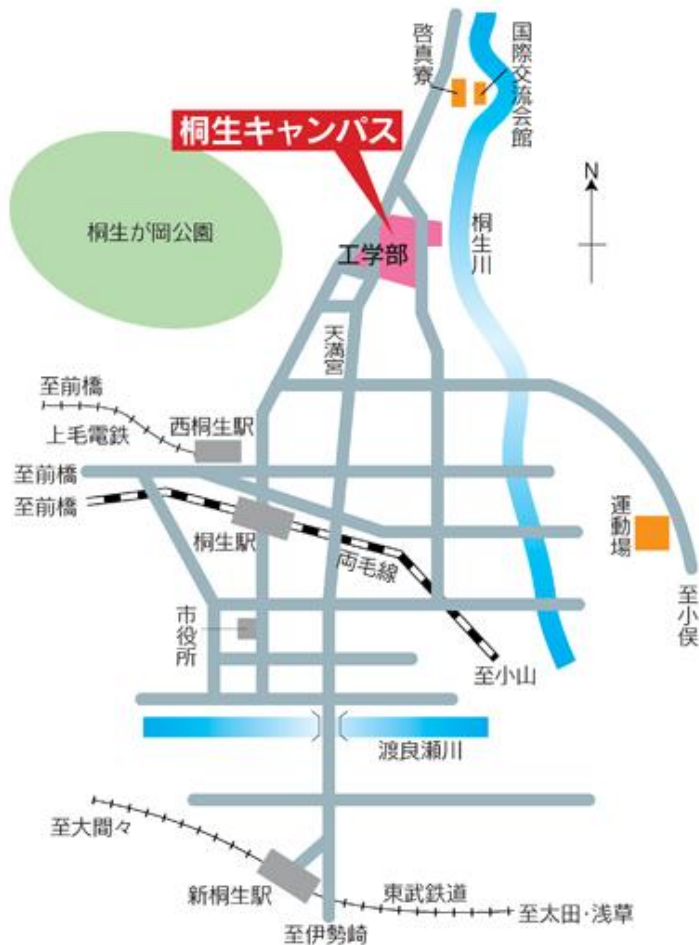 啓真寮
国際交流会館
桐生キャンパス
N
桐生が岡公園
工学部
桐生川
天満宮
至前橋
上毛電鉄
西桐生駅
至前橋
至前橋
桐生駅
両毛線
運動場
至小俣
市役所
至小山
渡良瀬川
至大間々
新桐生駅
東武鉄道
至太田・浅草
至伊勢崎